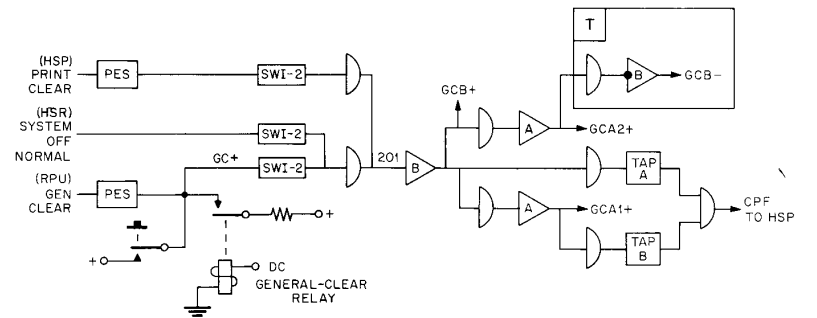 (HSP)
PRINT
CLEAR
PES
SWI-2
(HSR)
SYSTEM
OFF
NORMAL
SWI-2
GC+
SWI-2
(RPU)
GEN
CLEAR
PES
+
+
DC
GENERAL-CLEAR
RELAY
201
B
GCB+
A
GCA2+
T
B
GCB-
A
GCA1+
TAP
A
TAP
B
CPF
TO HSP